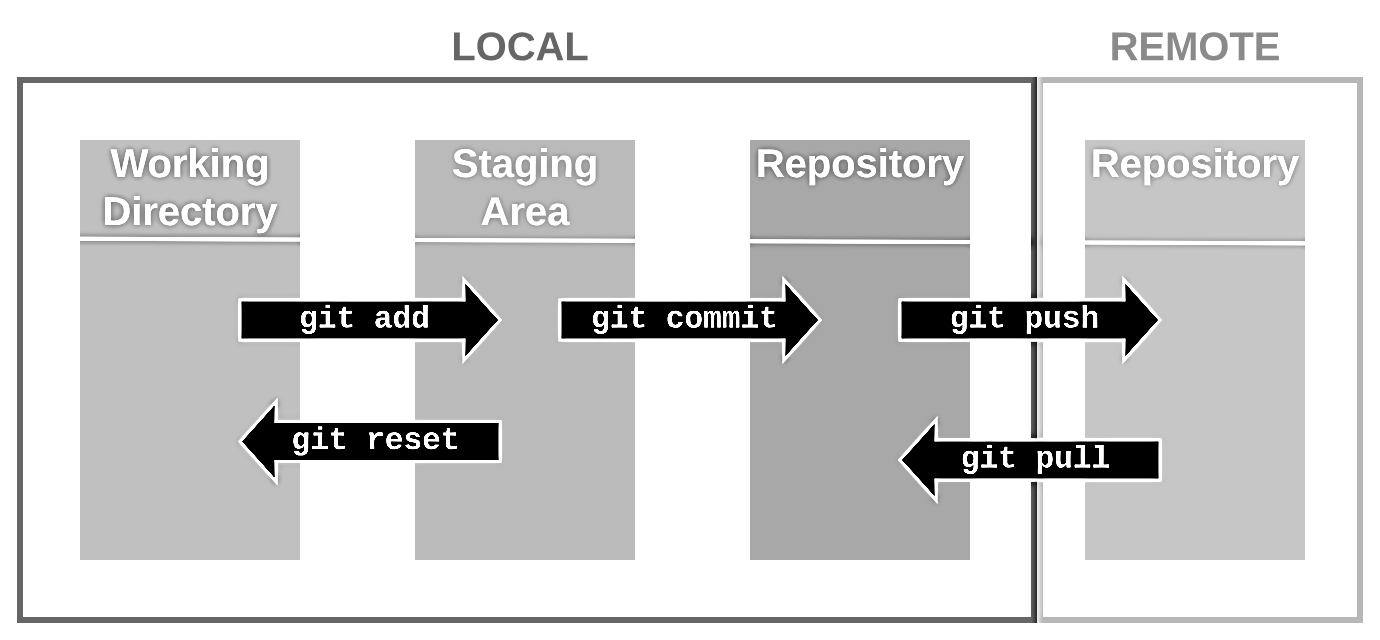 LOCAL
REMOTE
Working
Directory
Staging
Area
Repository
Repository
git add
git commit
git push
git reset
git pull